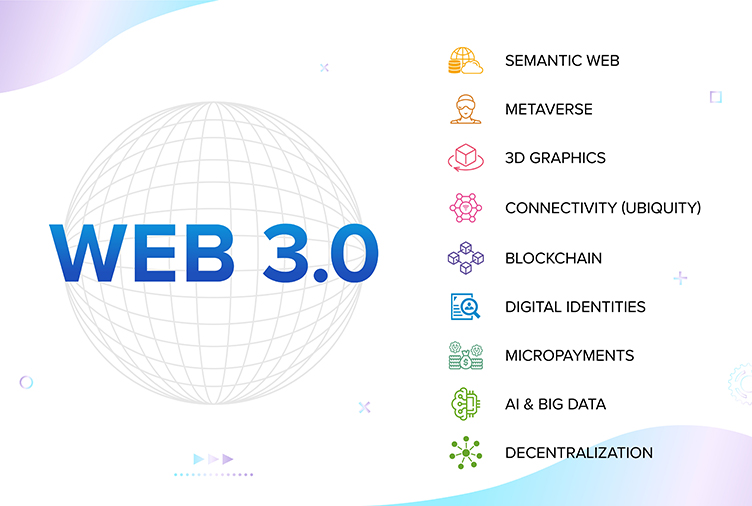 WEB 3.0
SEMANTIC WEB
METAVERSE
3D GRAPHICS
CONNECTIVITY (UBIQUITY)
BLOCKCHAIN
DIGITAL IDENTITIES
MICROPAYMENTS
AI & BIG DATA
DECENTRALIZATION